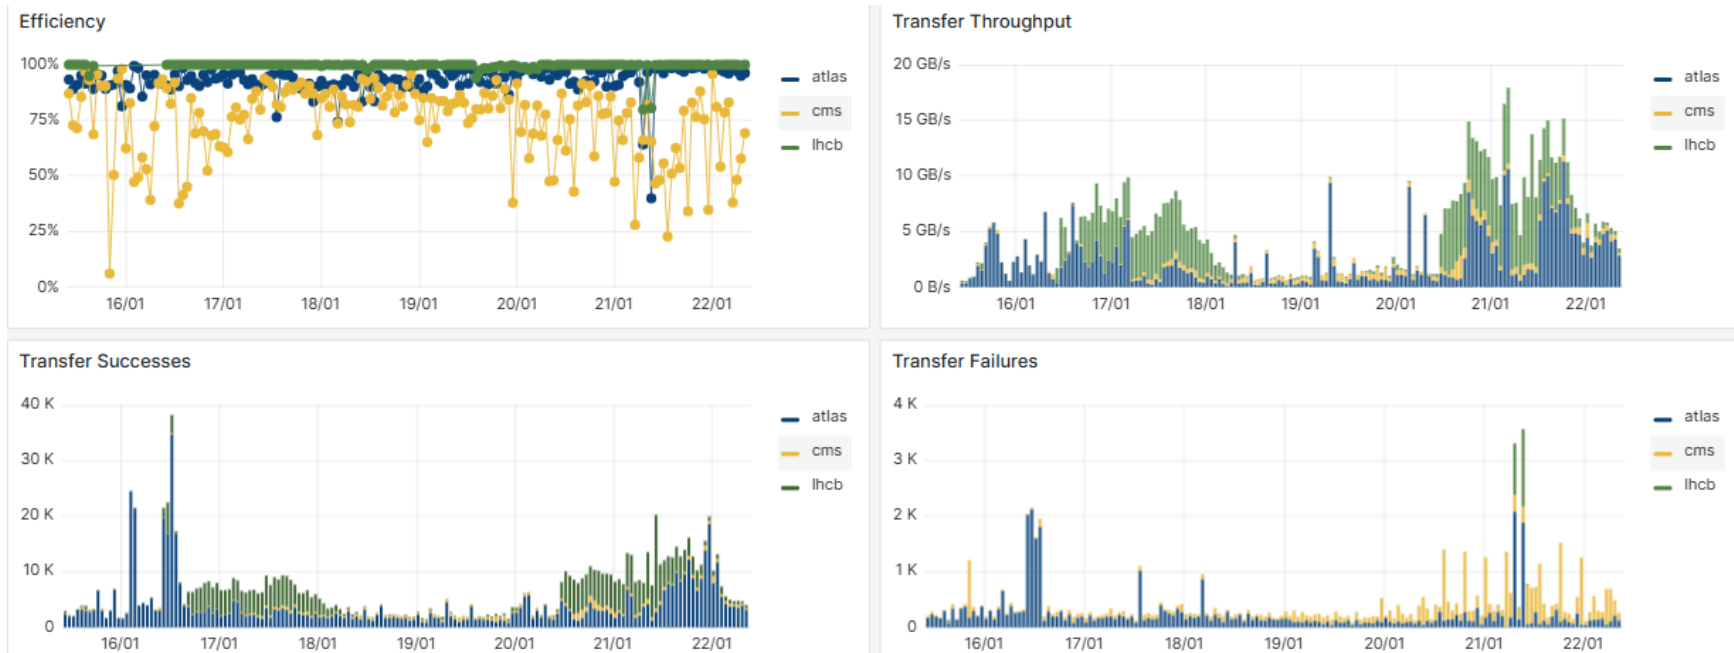 Efficiency
100%
75%
50%
25%
0%
16/01 17/01 18/01 19/01 20/01 21/01 22/01
atlas
cms
lhcb
Transfer Throughput
20 GB/s
15 GB/s
10 GB/s
5 GB/s
0 B/s
16/01 17/01 18/01 19/01 20/01 21/01 22/01
atlas
cms
lhcb
Transfer Successes
40 K
30 K
20 K
10 K
0
16/01 17/01 18/01 19/01 20/01 21/01 22/01
atlas
cms
lhcb
Transfer Failures
4 K
3 K
2 K
1 K
0
16/01 17/01 18/01 19/01 20/01 21/01 22/01
atlas
cms
lhcb